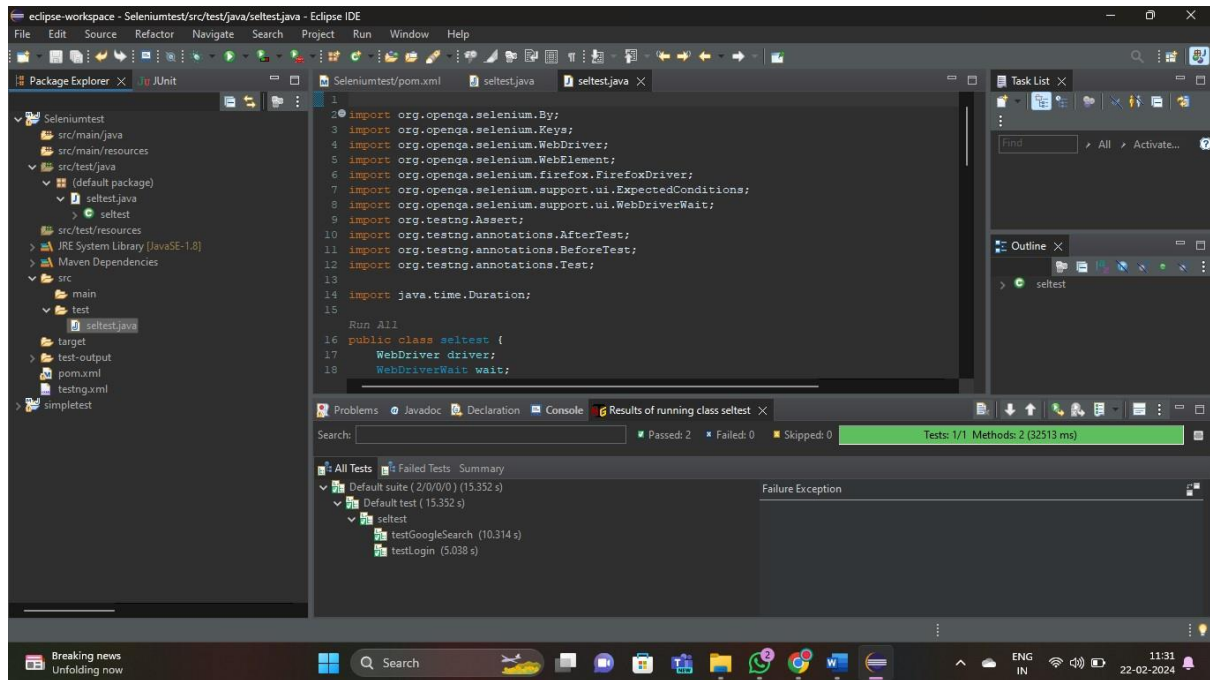 eclipse-workspace - Seleniumtest/src/test/java/seltest.java - Eclipse IDE
File Edit Source Refactor Navigate Search Project Run Window Help
Package Explorer
JUnit
Seleniumtest
src/main/java
src/main/resources
src/test/java
(default package)
seltest.java
seltest
src/test/resources
JRE System Library [JavaSE-1.8]
Maven Dependencies
src
main
test
seltest.java
target
test-output
pom.xml
testng.xml
simpletest
Seleniumtest/pom.xml
seltest.java
seltest.java
1
2 import org.openqa.selenium.By;
3 import org.openqa.selenium.Keys;
4 import org.openqa.selenium.WebDriver;
5 import org.openqa.selenium.WebElement;
6 import org.openqa.selenium.firefox.FirefoxDriver;
7 import org.openqa.selenium.support.ui.ExpectedConditions;
8 import org.openqa.selenium.support.ui.WebDriverWait;
9 import org.testng.Assert;
10 import org.testng.annotations.AfterTest;
11 import org.testng.annotations.BeforeTest;
12 import org.testng.annotations.Test;
13
14 import java.time.Duration;
15
Run All
16 public class seltest {
17 WebDriver driver;
18 WebDriverWait wait;
Task List
Find All Activate...
Outline
seltest
Problems Javadoc Declaration Console Results of running class seltest
Search: Passed: 2 Failed: 0 Skipped: 0 Tests: 1/1 Methods: 2 (32513 ms)
All Tests Failed Tests Summary
Default suite ( 2/0/0/0 ) (15.352 s)
Default test ( 15.352 s)
seltest
testGoogleSearch (10.314 s)
testLogin (5.038 s)
Failure Exception
Breaking news
Unfolding now
Search
2
ENG
IN
11:31
22-02-2024